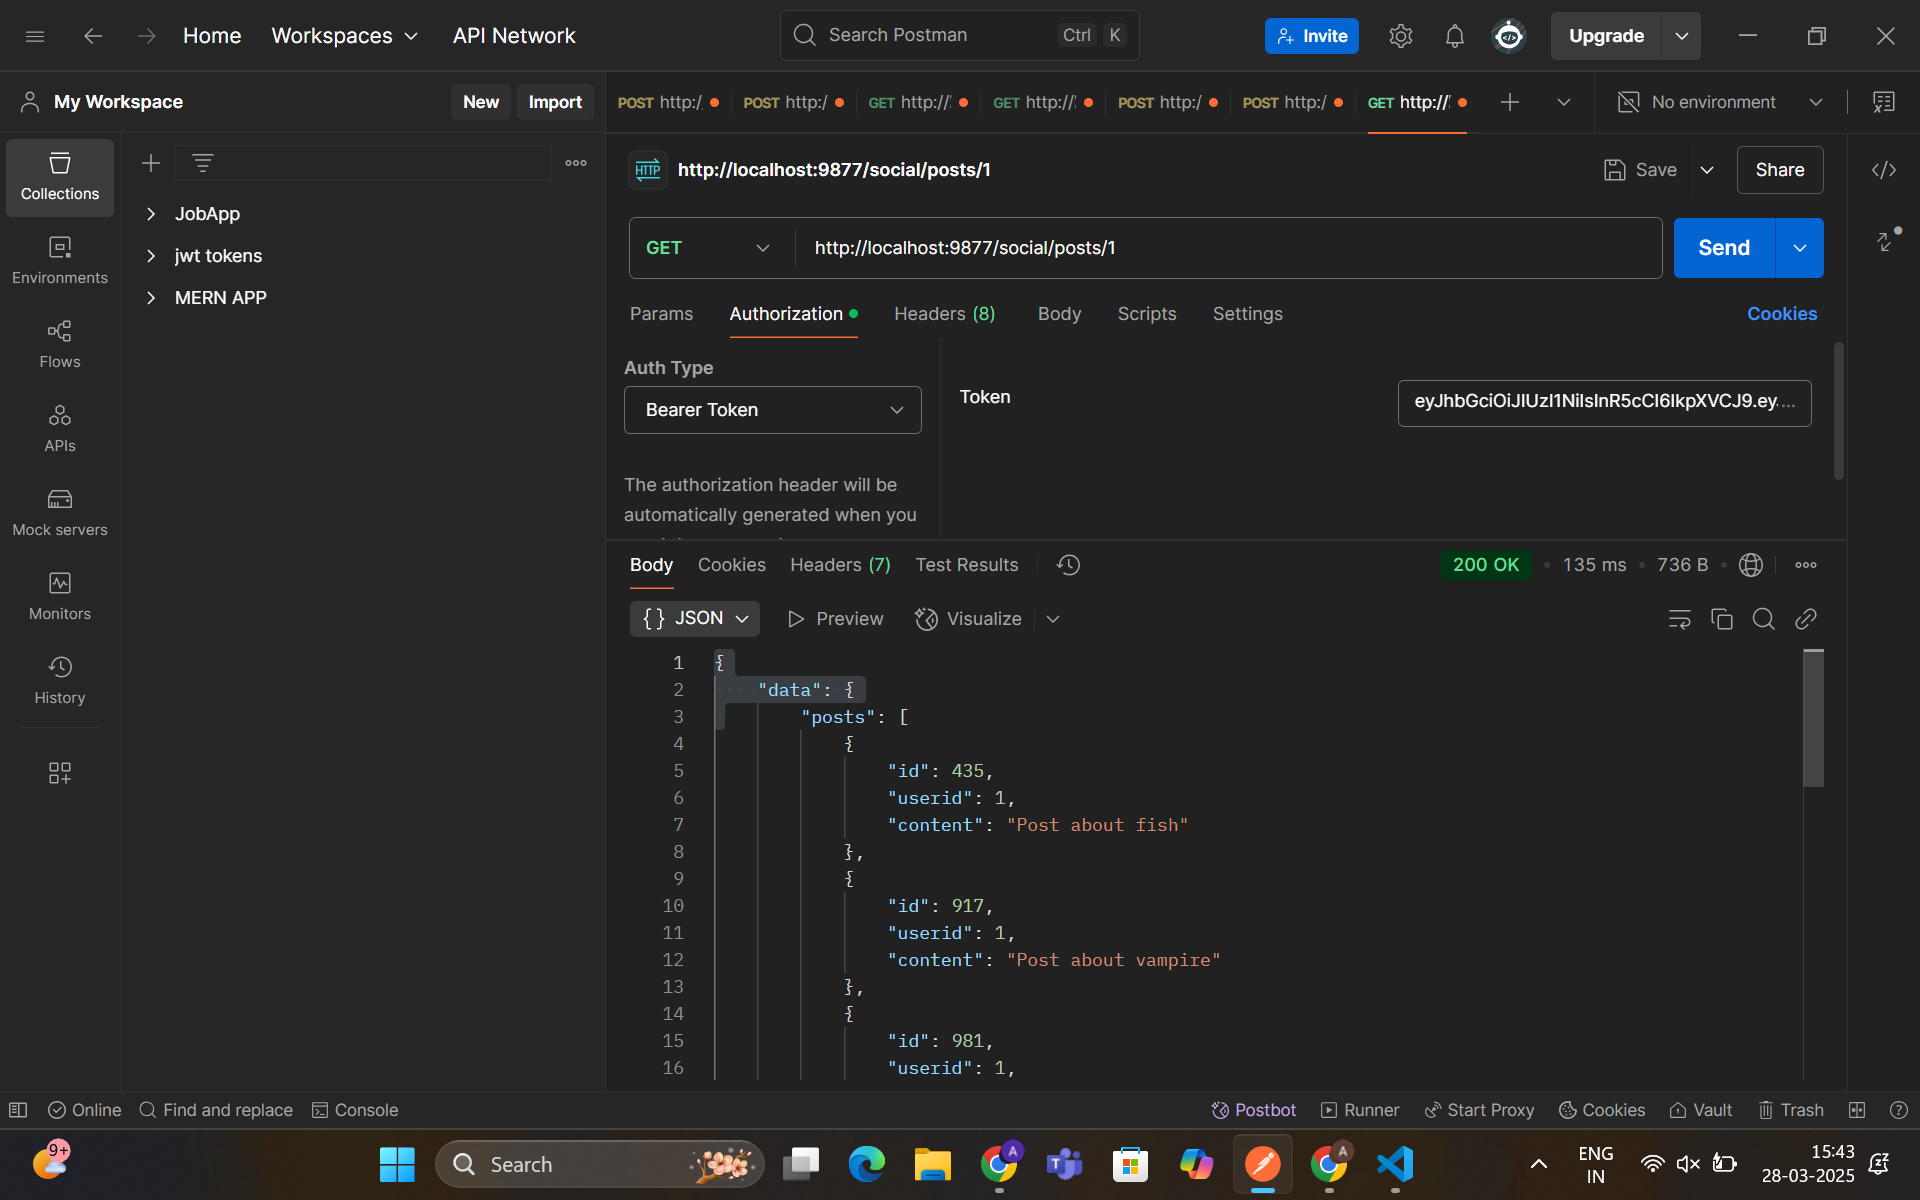 Home Workspaces API Network Search Postman Ctrl K Invite Upgrade
My Workspace New Import POST http:/ POST http:/ GET http:// GET http:// POST http:/ POST http:/ GET http:// No environment
Collections
Environments
Flows
APIs
Mock servers
Monitors
History
JobApp
jwt tokens
MERN APP
HTTP http://localhost:9877/social/posts/1 Save Share
GET http://localhost:9877/social/posts/1 Send
Params Authorization Headers (8) Body Scripts Settings Cookies
Auth Type
Bearer Token
The authorization header will be
automatically generated when you
Token
Body Cookies Headers (7) Test Results 200 OK 135 ms 736 B
{} JSON Preview Visualize
1 {
2 "data": {
3 "posts": [
4 {
5 "id": 435,
6 "userid": 1,
7 "content": "Post about fish"
8 },
9 {
10 "id": 917,
11 "userid": 1,
12 "content": "Post about vampire"
13 },
14 {
15 "id": 981,
16 "userid": 1,
Online Find and replace Console Postbot Runner Start Proxy Cookies Vault Trash
9+ Search A A ENG 15:43
IN 28-03-2025